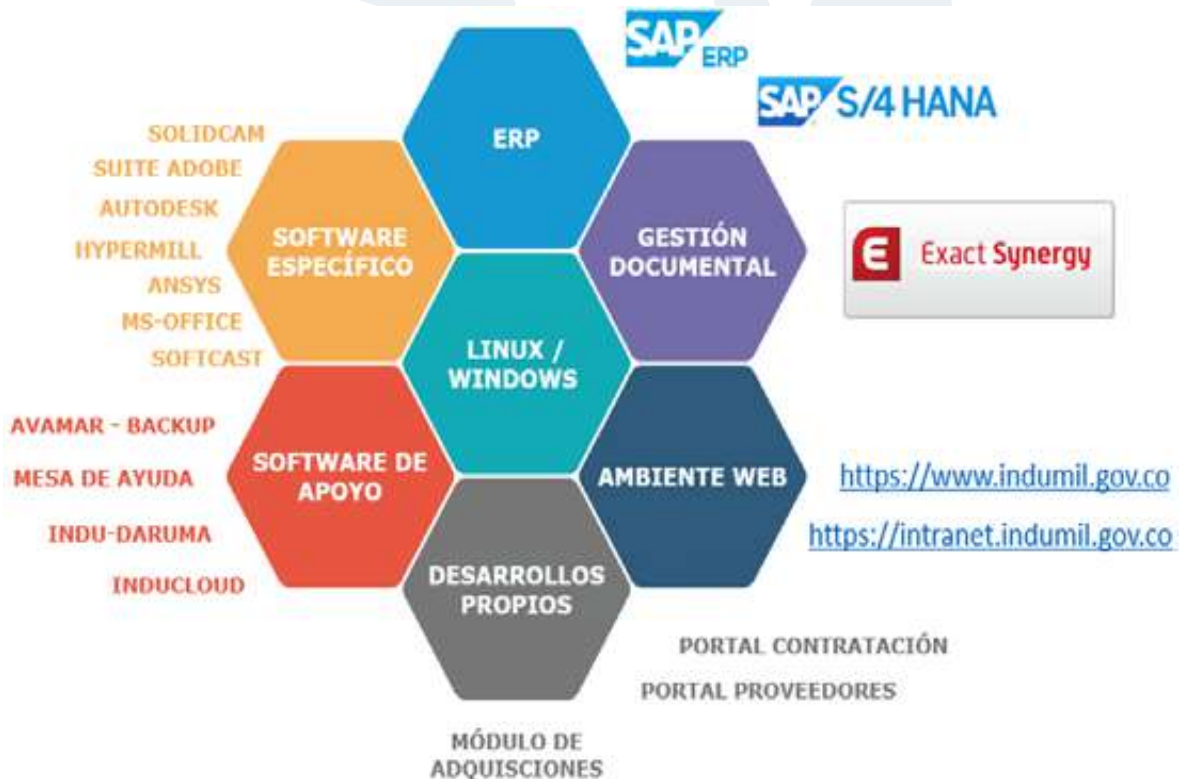 SAP ERP
SAP S/4 HANA
ERP
SOLIDCAM
SUITE ADOBE
AUTODESK
HYPERMILL
ANSYS
MS-OFFICE
SOFTCAST
SOFTWARE
ESPECÍFICO
GESTIÓN
DOCUMENTAL
E Exact Synergy
LINUX /
WINDOWS
AVAMAR - BACKUP
MESA DE AYUDA
INDU-DARUMA
INDUCLOUD
SOFTWARE DE
APOYO
AMBIENTE WEB
https://www.indumil.gov.co
https://intranet.indumil.gov.co
DESARROLLOS
PROPIOS
PORTAL CONTRATACIÓN
PORTAL PROVEEDORES
MÓDULO DE
ADQUISCIONES